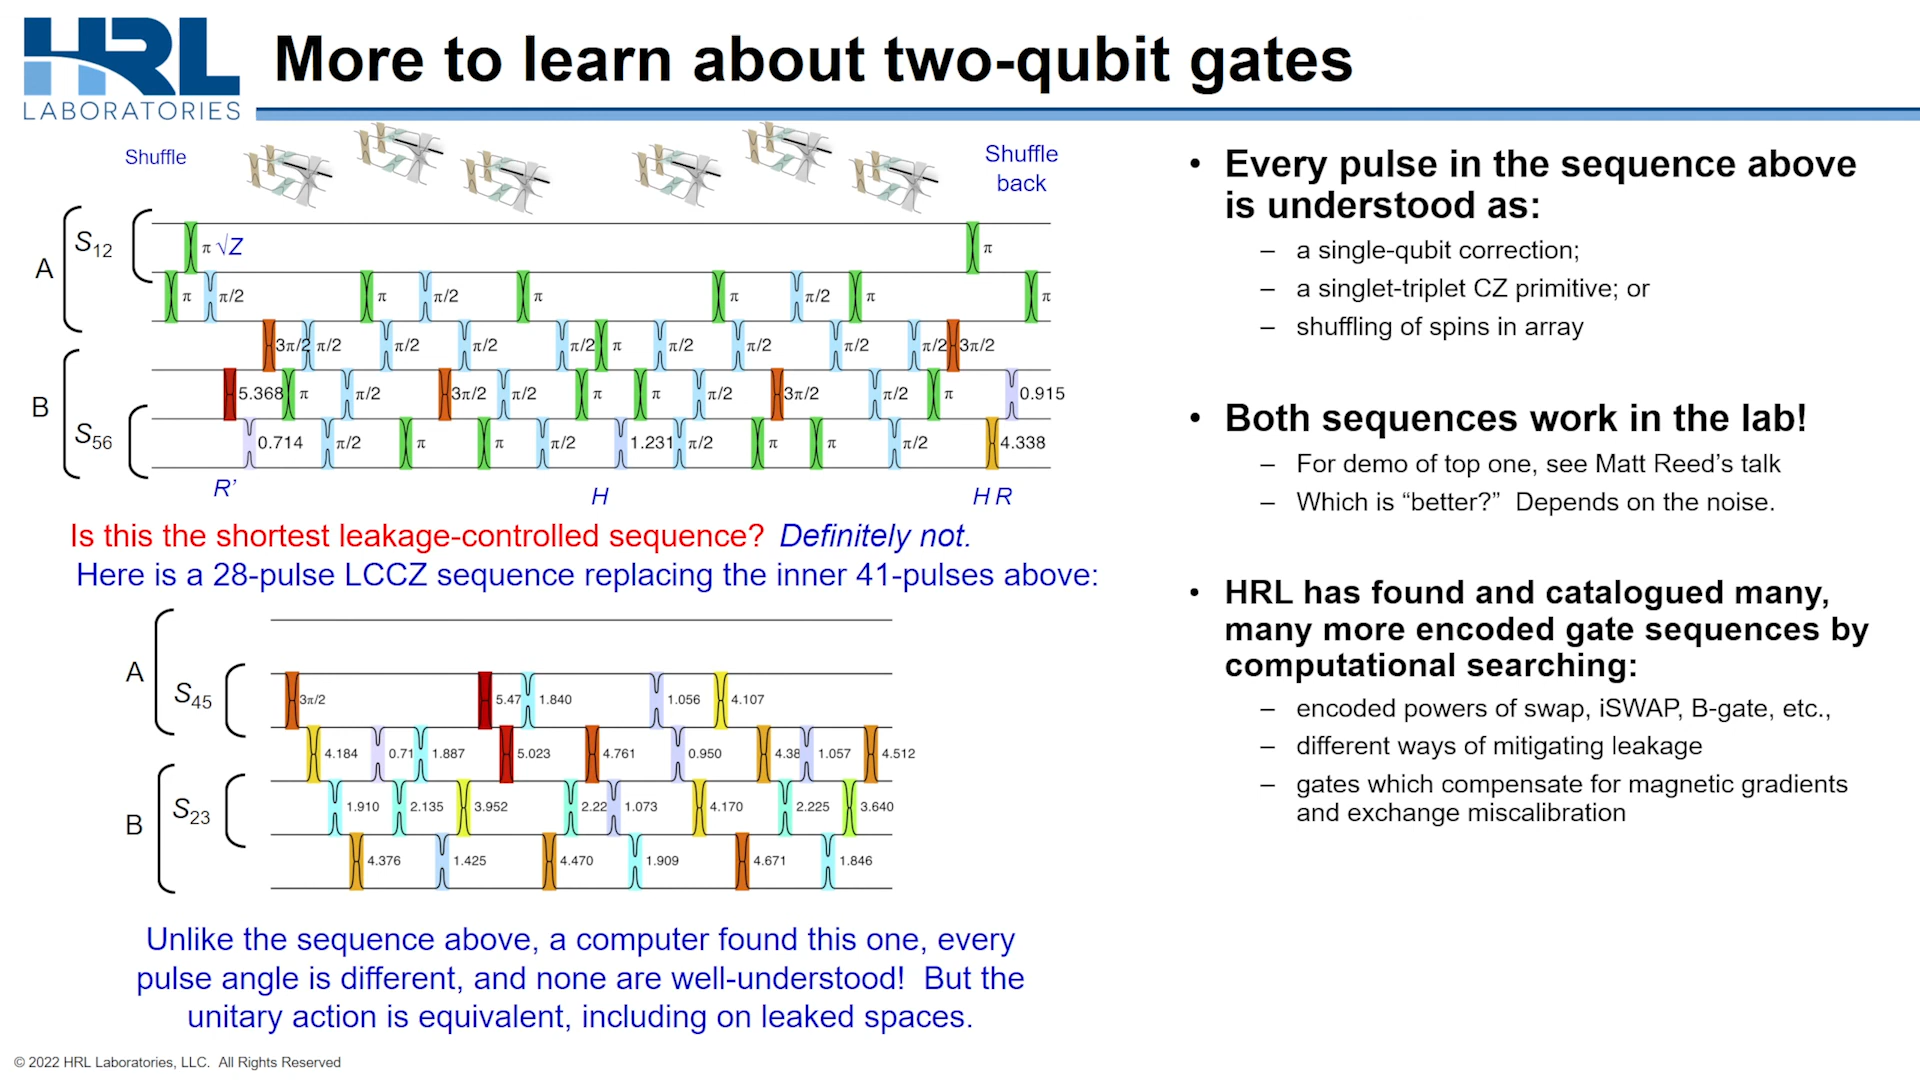 HRL
LABORATORIES
More to learn about two-qubit gates
Shuffle
Shuffle
back
A
S12
π √Z
π
π π/2 π π/2 π π π/2 π π
3π/2 π/2 π/2 π/2 π/2 π π/2 π/2 π/2 π/2 3π/2
B
5.368 π π/2 3π/2 π/2 π π π/2 3π/2 π/2 π 0.915
S56
0.714 π/2 π π π/2 1.231 π/2 π π π/2 4.338
R’ H H R
Is this the shortest leakage-controlled sequence? Definitely not.
Here is a 28-pulse LCCZ sequence replacing the inner 41-pulses above:
A
S45
3π/2 5.47 1.840 1.056 4.107
4.184 0.71 1.887 5.023 4.761 0.950 4.38 1.057 4.512
B
S23
1.910 2.135 3.952 2.22 1.073 4.170 2.225 3.640
4.376 1.425 4.470 1.909 4.671 1.846
Unlike the sequence above, a computer found this one, every
pulse angle is different, and none are well-understood! But the
unitary action is equivalent, including on leaked spaces.
• Every pulse in the sequence above
is understood as:
– a single-qubit correction;
– a singlet-triplet CZ primitive; or
– shuffling of spins in array
• Both sequences work in the lab!
– For demo of top one, see Matt Reed’s talk
– Which is “better?” Depends on the noise.
• HRL has found and catalogued many,
many more encoded gate sequences by
computational searching:
– encoded powers of swap, iSWAP, B-gate, etc.,
– different ways of mitigating leakage
– gates which compensate for magnetic gradients
and exchange miscalibration
© 2022 HRL Laboratories, LLC. All Rights Reserved